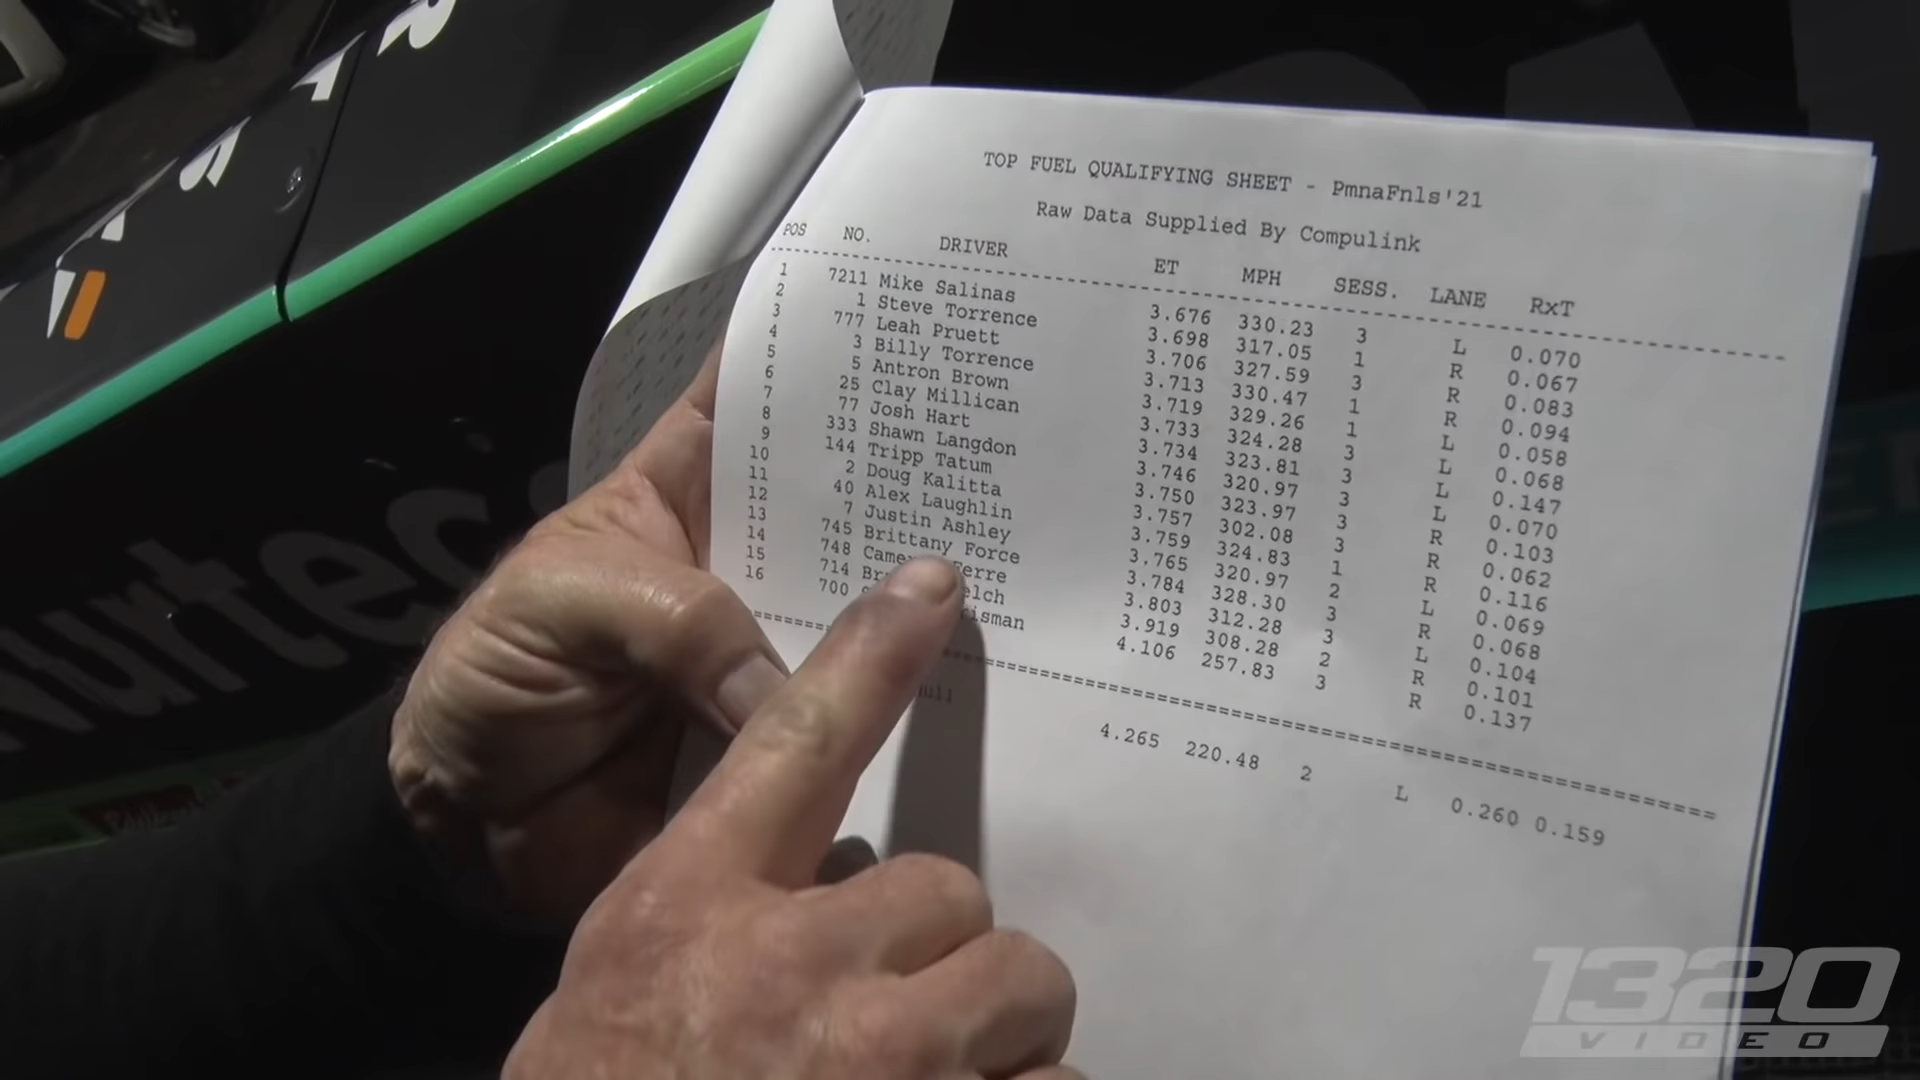 TOP FUEL QUALIFYING SHEET - PmnaFnls'21
Raw Data Supplied By Compulink
POS NO. DRIVER ET MPH SESS. LANE RxT
1 7211 Mike Salinas 3.676 330.23 3 L 0.070
2 1 Steve Torrence 3.698 317.05 1 R 0.067
3 777 Leah Pruett 3.706 327.59 3 R 0.083
4 3 Billy Torrence 3.713 330.47 1 R 0.094
5 5 Antron Brown 3.719 329.26 1 L 0.058
6 25 Clay Millican 3.733 324.28 3 L 0.068
7 77 Josh Hart 3.734 323.81 3 L 0.147
8 333 Shawn Langdon 3.746 320.97 3 L 0.070
9 144 Tripp Tatum 3.750 323.97 3 R 0.103
10 2 Doug Kalitta 3.757 302.08 3 R 0.062
11 40 Alex Laughlin 3.759 324.83 1 R 0.116
12 7 Justin Ashley 3.765 320.97 2 L 0.069
13 745 Brittany Force 3.784 328.30 3 R 0.068
14 748 Ferre 3.803 312.28 3 L 0.104
15 714 3.919 308.28 2 R 0.101
16 700 4.106 257.83 3 R 0.137
4.265 220.48 2 L 0.260 0.159
Nurtec
1320
VIDEO